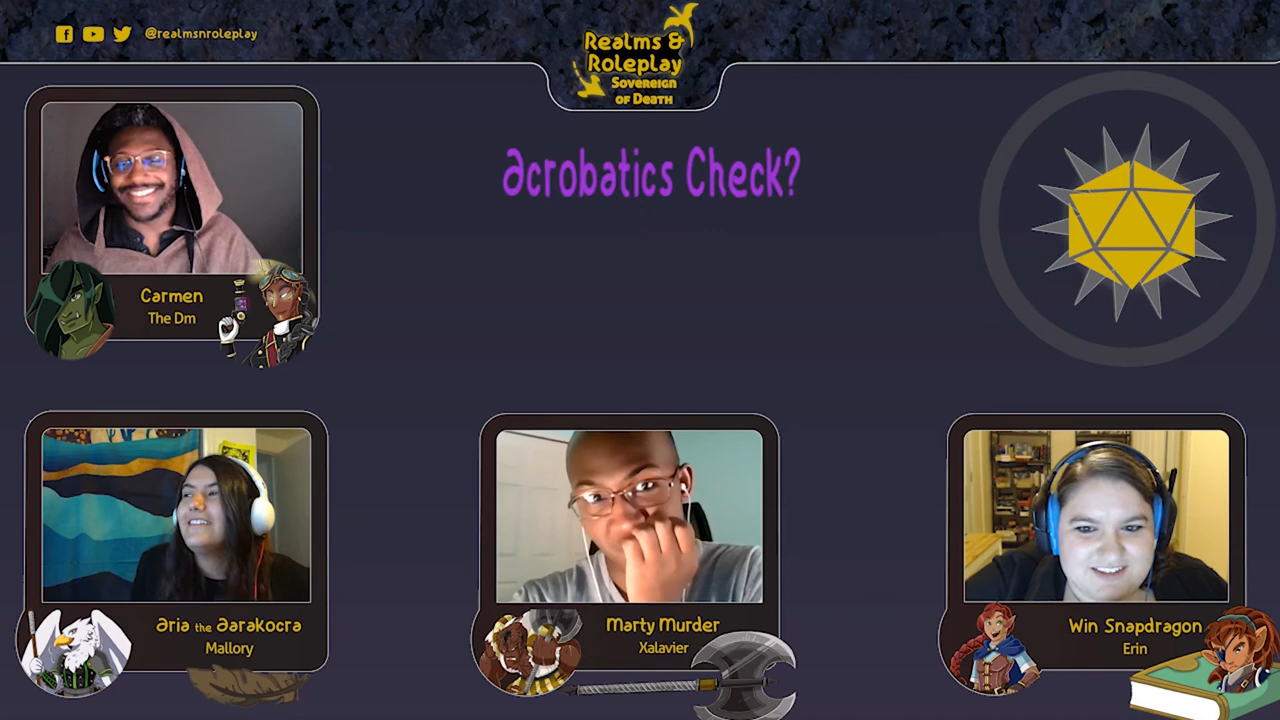 @realmsnroleplay
Realms &
Roleplay
Sovereign
of Death
Acrobatics Check?
Carmen
The Dm
Aria the Aarakocra
Mallory
Marty Murder
Xalavier
Win Snapdragon
Erin